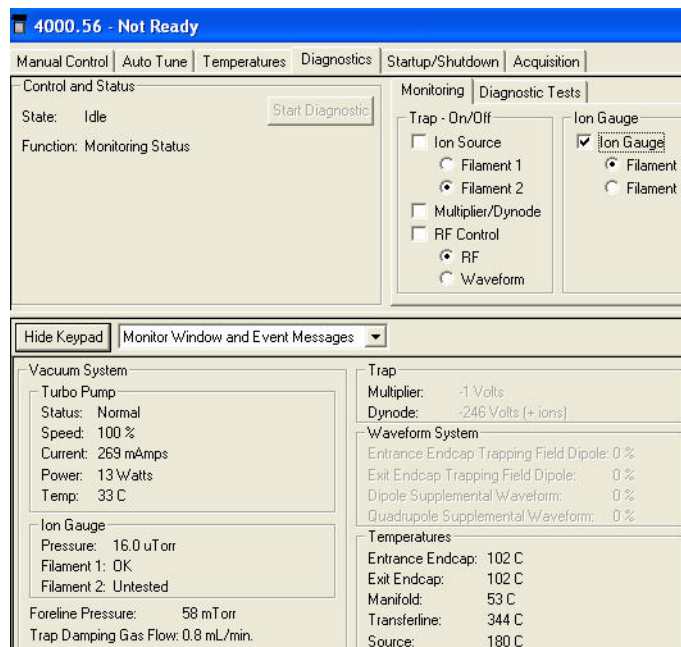 4000.56 - Not Ready
Manual Control Auto Tune Temperatures Diagnostics Startup/Shutdown Acquisition
Control and Status
State: Idle
Start Diagnostic
Function: Monitoring Status
Monitoring Diagnostic Tests
Trap - On/Off
Ion Source
Filament 1
Filament 2
Multiplier/Dynode
RF Control
RF
Waveform
Ion Gauge
Ion Gauge
Filament
Filament
Hide Keypad Monitor Window and Event Messages
Vacuum System
Turbo Pump
Status: Normal
Speed: 100 %
Current: 269 mAmps
Power: 13 Watts
Temp: 33 C
Ion Gauge
Pressure: 16.0 uTorr
Filament 1: OK
Filament 2: Untested
Foreline Pressure: 58 mTorr
Trap Damping Gas Flow: 0.8 mL/min.
Trap
Multiplier: -1 Volts
Dynode: -246 Volts (+ ions)
Waveform System
Entrance Endcap Trapping Field Dipole: 0 %
Exit Endcap Trapping Field Dipole: 0 %
Dipole Supplemental Waveform: 0 %
Quadrupole Supplemental Waveform: 0 %
Temperatures
Entrance Endcap: 102 C
Exit Endcap: 102 C
Manifold: 53 C
Transferline: 344 C
Source: 180 C